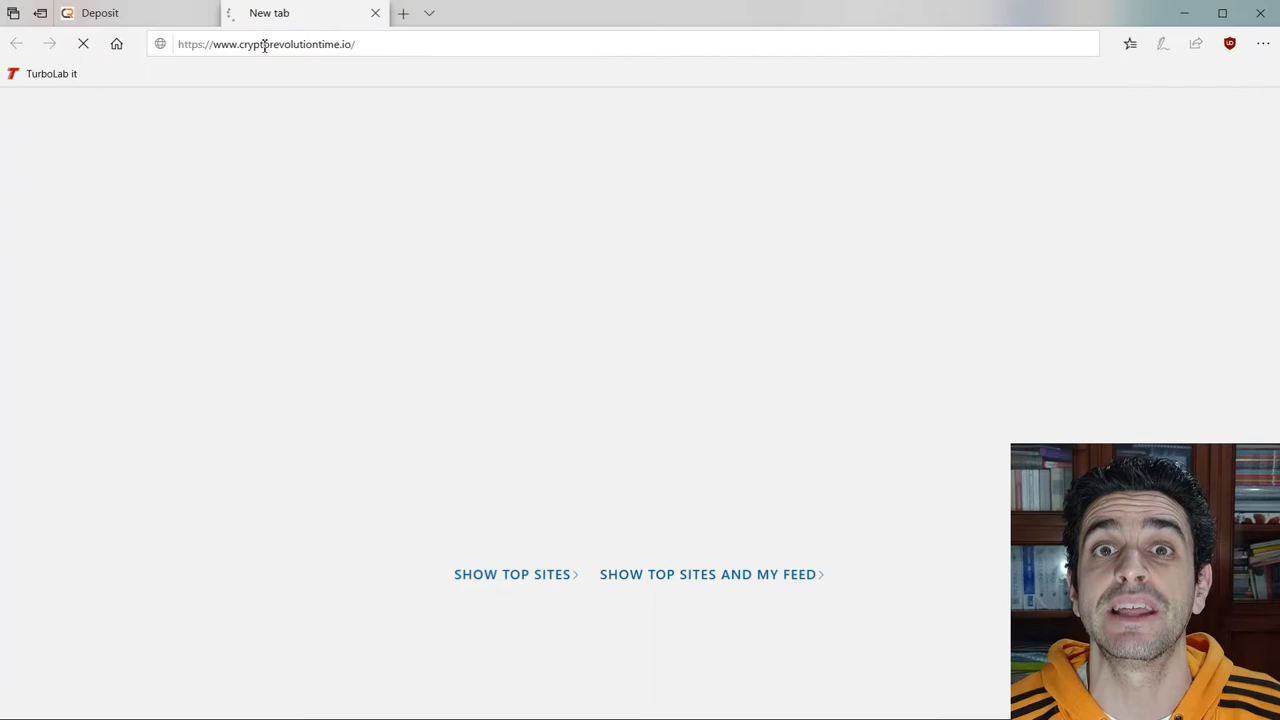 Deposit
New tab
https://www.cryptorevolutiontime.io/
TurboLab it
SHOW TOP SITES
SHOW TOP SITES AND MY FEED